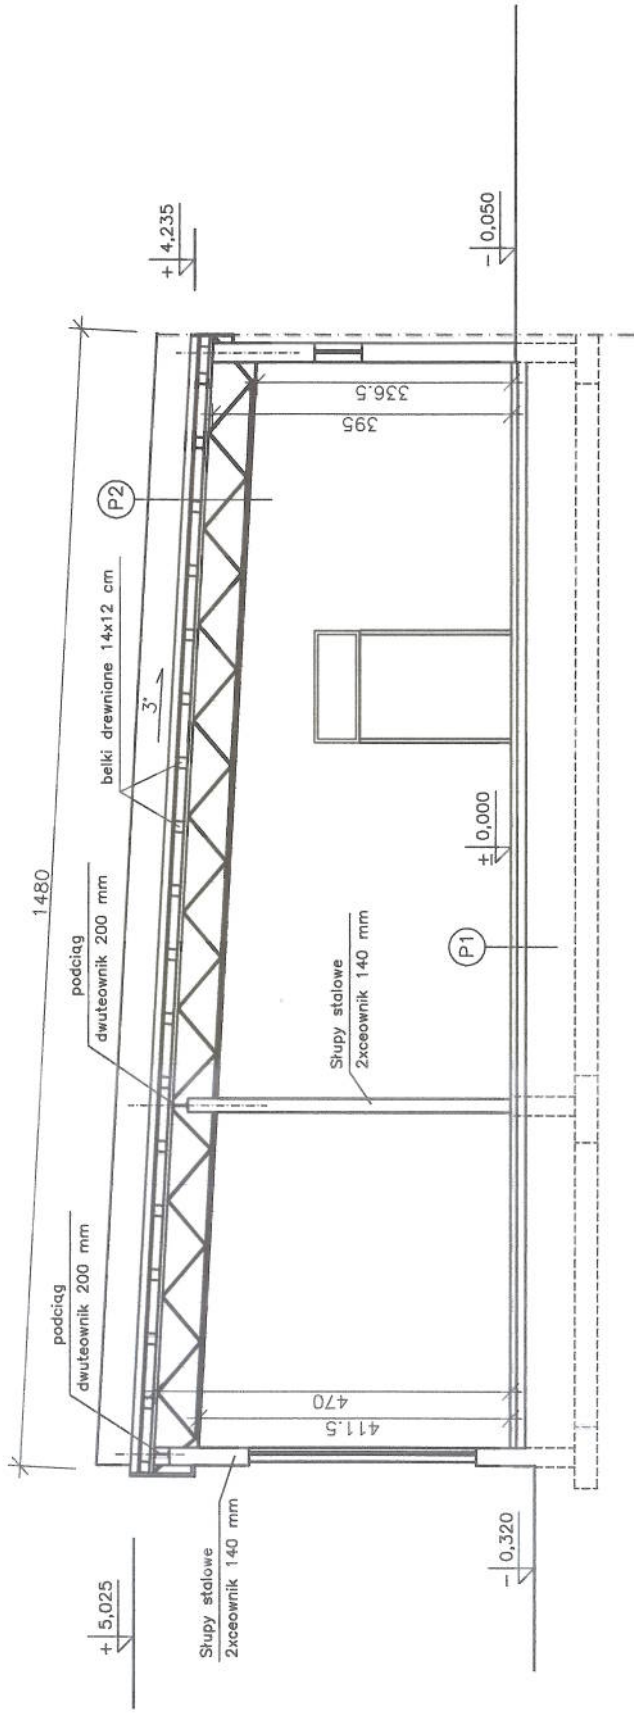 1480
+ 5,025
podciąg
dwuteownik 200 mm
podciąg
dwuteownik 200 mm
belki drewniane 14x12 cm
3°
P2
+ 4,235
Słupy stalowe
2xceownik 140 mm
411.5
470
Słupy stalowe
2xceownik 140 mm
P1
± 0,000
395
336.5
- 0,320
- 0,050